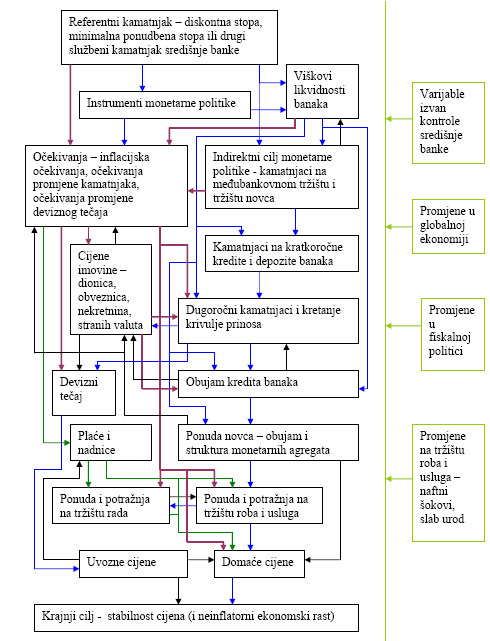 Referentni kamatnjak – diskontna stopa,
minimalna ponudbena stopa ili drugi
službeni kamatnjak središnje banke
Viškovi
likvidnosti
banaka
Instrumenti monetarne politike
Očekivanja – inflacijska
očekivanja, očekivanja
promjene kamatnjaka,
očekivanja promjene
deviznog tečaja
Indirektni cilj monetarne
politike - kamatnjaci na
međubankovnom tržištu i
tržištu novca
Kamatnjaci na kratkoročne
kredite i depozite banaka
Cijene
imovine –
dionica,
obveznica,
nekretnina,
stranih valuta
Dugoročni kamatnjaci i kretanje
krivulje prinosa
Devizni
tečaj
Obujam kredita banaka
Plaće i
nadnice
Ponuda novca – obujam i
struktura monetarnih agregata
Ponuda i potražnja
na tržištu rada
Ponuda i potražnja na
tržištu roba i usluga
Uvozne cijene
Domaće cijene
Krajnji cilj - stabilnost cijena (i neinflatorni ekonomski rast)
Varijable
izvan
kontrole
središnje
banke
Promjene u
globalnoj
ekonomiji
Promjene
u
fiskalnoj
politici
Promjene
na tržištu
roba i
usluga –
naftni
šokovi,
slab urod